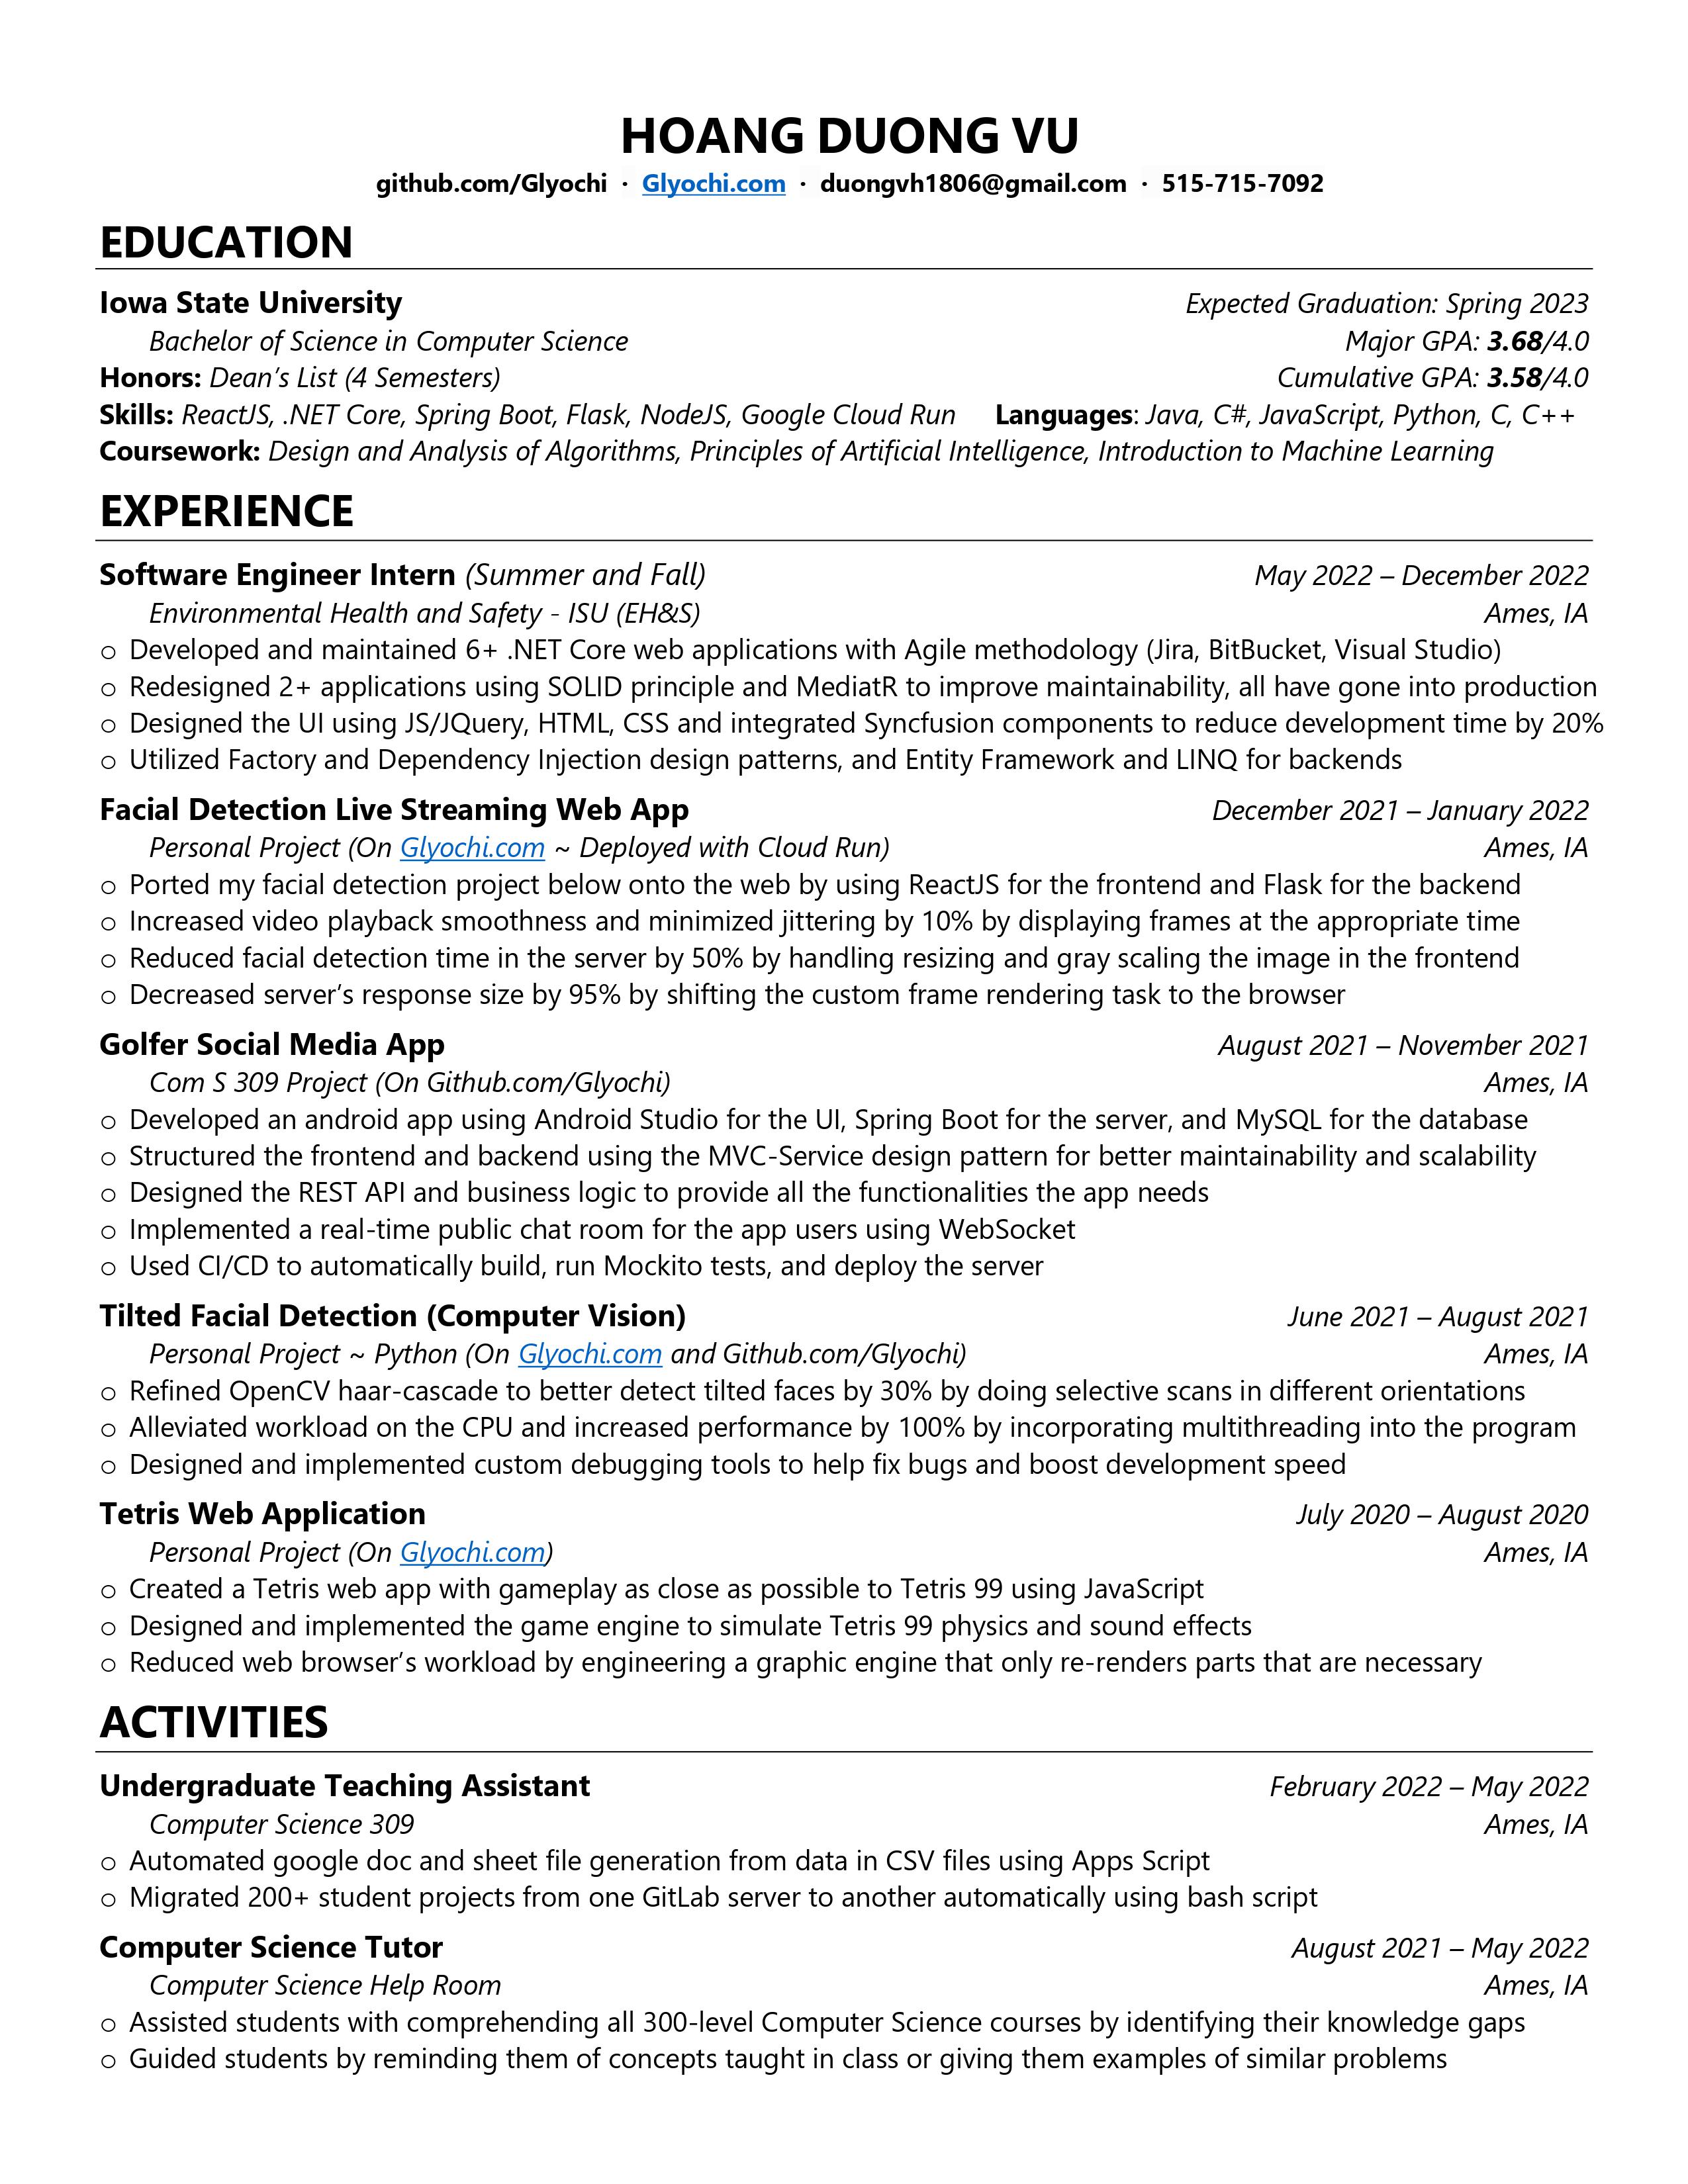 HOANG DUONG VU
github.com/Glyochi · Glyochi.com · duongvh1806@gmail.com · 515-715-7092
EDUCATION
Iowa State University Expected Graduation: Spring 2023
Bachelor of Science in Computer Science Major GPA: 3.68/4.0
Honors: Dean’s List (4 Semesters) Cumulative GPA: 3.58/4.0
Skills: ReactJS, .NET Core, Spring Boot, Flask, NodeJS, Google Cloud Run Languages: Java, C#, JavaScript, Python, C, C++
Coursework: Design and Analysis of Algorithms, Principles of Artificial Intelligence, Introduction to Machine Learning
EXPERIENCE
Software Engineer Intern (Summer and Fall) May 2022 – December 2022
Environmental Health and Safety - ISU (EH&S) Ames, IA
○ Developed and maintained 6+ .NET Core web applications with Agile methodology (Jira, BitBucket, Visual Studio)
○ Redesigned 2+ applications using SOLID principle and MediatR to improve maintainability, all have gone into production
○ Designed the UI using JS/JQuery, HTML, CSS and integrated Syncfusion components to reduce development time by 20%
○ Utilized Factory and Dependency Injection design patterns, and Entity Framework and LINQ for backends
Facial Detection Live Streaming Web App December 2021 – January 2022
Personal Project (On Glyochi.com ~ Deployed with Cloud Run) Ames, IA
○ Ported my facial detection project below onto the web by using ReactJS for the frontend and Flask for the backend
○ Increased video playback smoothness and minimized jittering by 10% by displaying frames at the appropriate time
○ Reduced facial detection time in the server by 50% by handling resizing and gray scaling the image in the frontend
○ Decreased server’s response size by 95% by shifting the custom frame rendering task to the browser
Golfer Social Media App August 2021 – November 2021
Com S 309 Project (On Github.com/Glyochi) Ames, IA
○ Developed an android app using Android Studio for the UI, Spring Boot for the server, and MySQL for the database
○ Structured the frontend and backend using the MVC-Service design pattern for better maintainability and scalability
○ Designed the REST API and business logic to provide all the functionalities the app needs
○ Implemented a real-time public chat room for the app users using WebSocket
○ Used CI/CD to automatically build, run Mockito tests, and deploy the server
Tilted Facial Detection (Computer Vision) June 2021 – August 2021
Personal Project ~ Python (On Glyochi.com and Github.com/Glyochi) Ames, IA
○ Refined OpenCV haar-cascade to better detect tilted faces by 30% by doing selective scans in different orientations
○ Alleviated workload on the CPU and increased performance by 100% by incorporating multithreading into the program
○ Designed and implemented custom debugging tools to help fix bugs and boost development speed
Tetris Web Application July 2020 – August 2020
Personal Project (On Glyochi.com) Ames, IA
○ Created a Tetris web app with gameplay as close as possible to Tetris 99 using JavaScript
○ Designed and implemented the game engine to simulate Tetris 99 physics and sound effects
○ Reduced web browser’s workload by engineering a graphic engine that only re-renders parts that are necessary
ACTIVITIES
Undergraduate Teaching Assistant February 2022 – May 2022
Computer Science 309 Ames, IA
○ Automated google doc and sheet file generation from data in CSV files using Apps Script
○ Migrated 200+ student projects from one GitLab server to another automatically using bash script
Computer Science Tutor August 2021 – May 2022
Computer Science Help Room Ames, IA
○ Assisted students with comprehending all 300-level Computer Science courses by identifying their knowledge gaps
○ Guided students by reminding them of concepts taught in class or giving them examples of similar problems